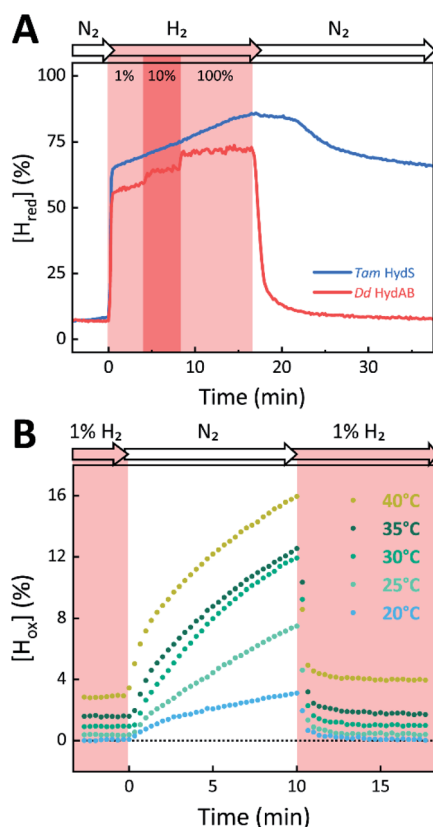 A
N₂ H₂ N₂
1% 10% 100%
100
75
50
25
0
[H_red] (%)
Tam HydS
Dd HydAB
0 10 20 30
Time (min)
B
1% H₂ N₂ 1% H₂
16
12
8
4
0
[H_ox] (%)
40°C
35°C
30°C
25°C
20°C
0 5 10 15
Time (min)